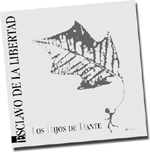 ESCLAVO DE LA LIBERTAD
LOS HIJOS DE DANTE